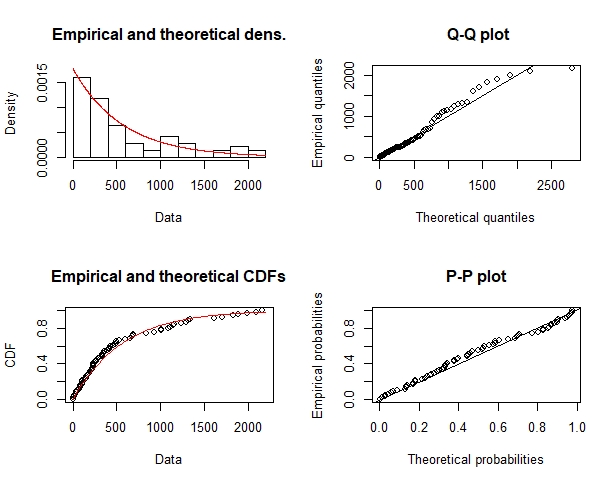 Empirical and theoretical dens.
Density
0.0000
0.0015
0
500
1000
1500
2000
Data
Q-Q plot
Empirical quantiles
0
1000
2000
0
500
1500
2500
Theoretical quantiles
Empirical and theoretical CDFs
CDF
0.0
0.4
0.8
0
500
1000
1500
2000
Data
P-P plot
Empirical probabilities
0.0
0.4
0.8
0.0
0.2
0.4
0.6
0.8
1.0
Theoretical probabilities